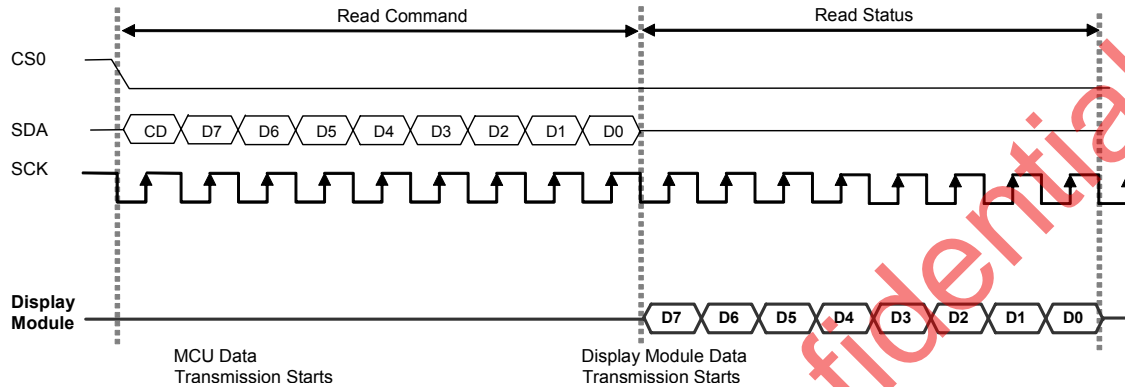 Read Command
Read Status
CS0
SDA
CD D7 D6 D5 D4 D3 D2 D1 D0
SCK
Display
Module
D7 D6 D5 D4 D3 D2 D1 D0
MCU Data
Transmission Starts
Display Module Data
Transmission Starts
fidential